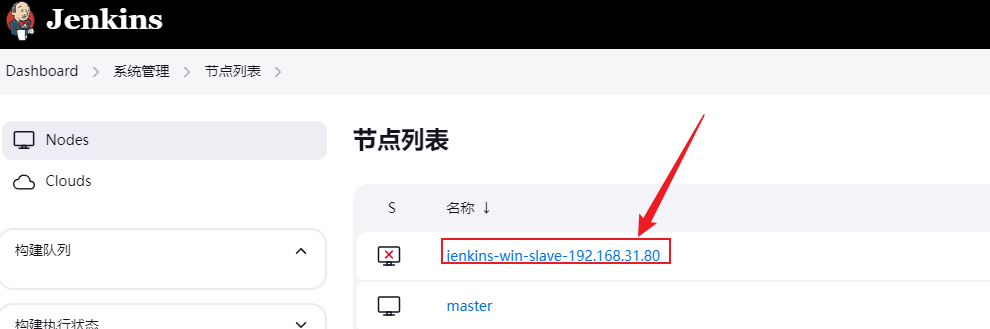 Jenkins
Dashboard > 系统管理 > 节点列表 >
Nodes
节点列表
Clouds
S 名称 ↓
构建队列
jenkins-win-slave-192.168.31.80
master
构建执行状态